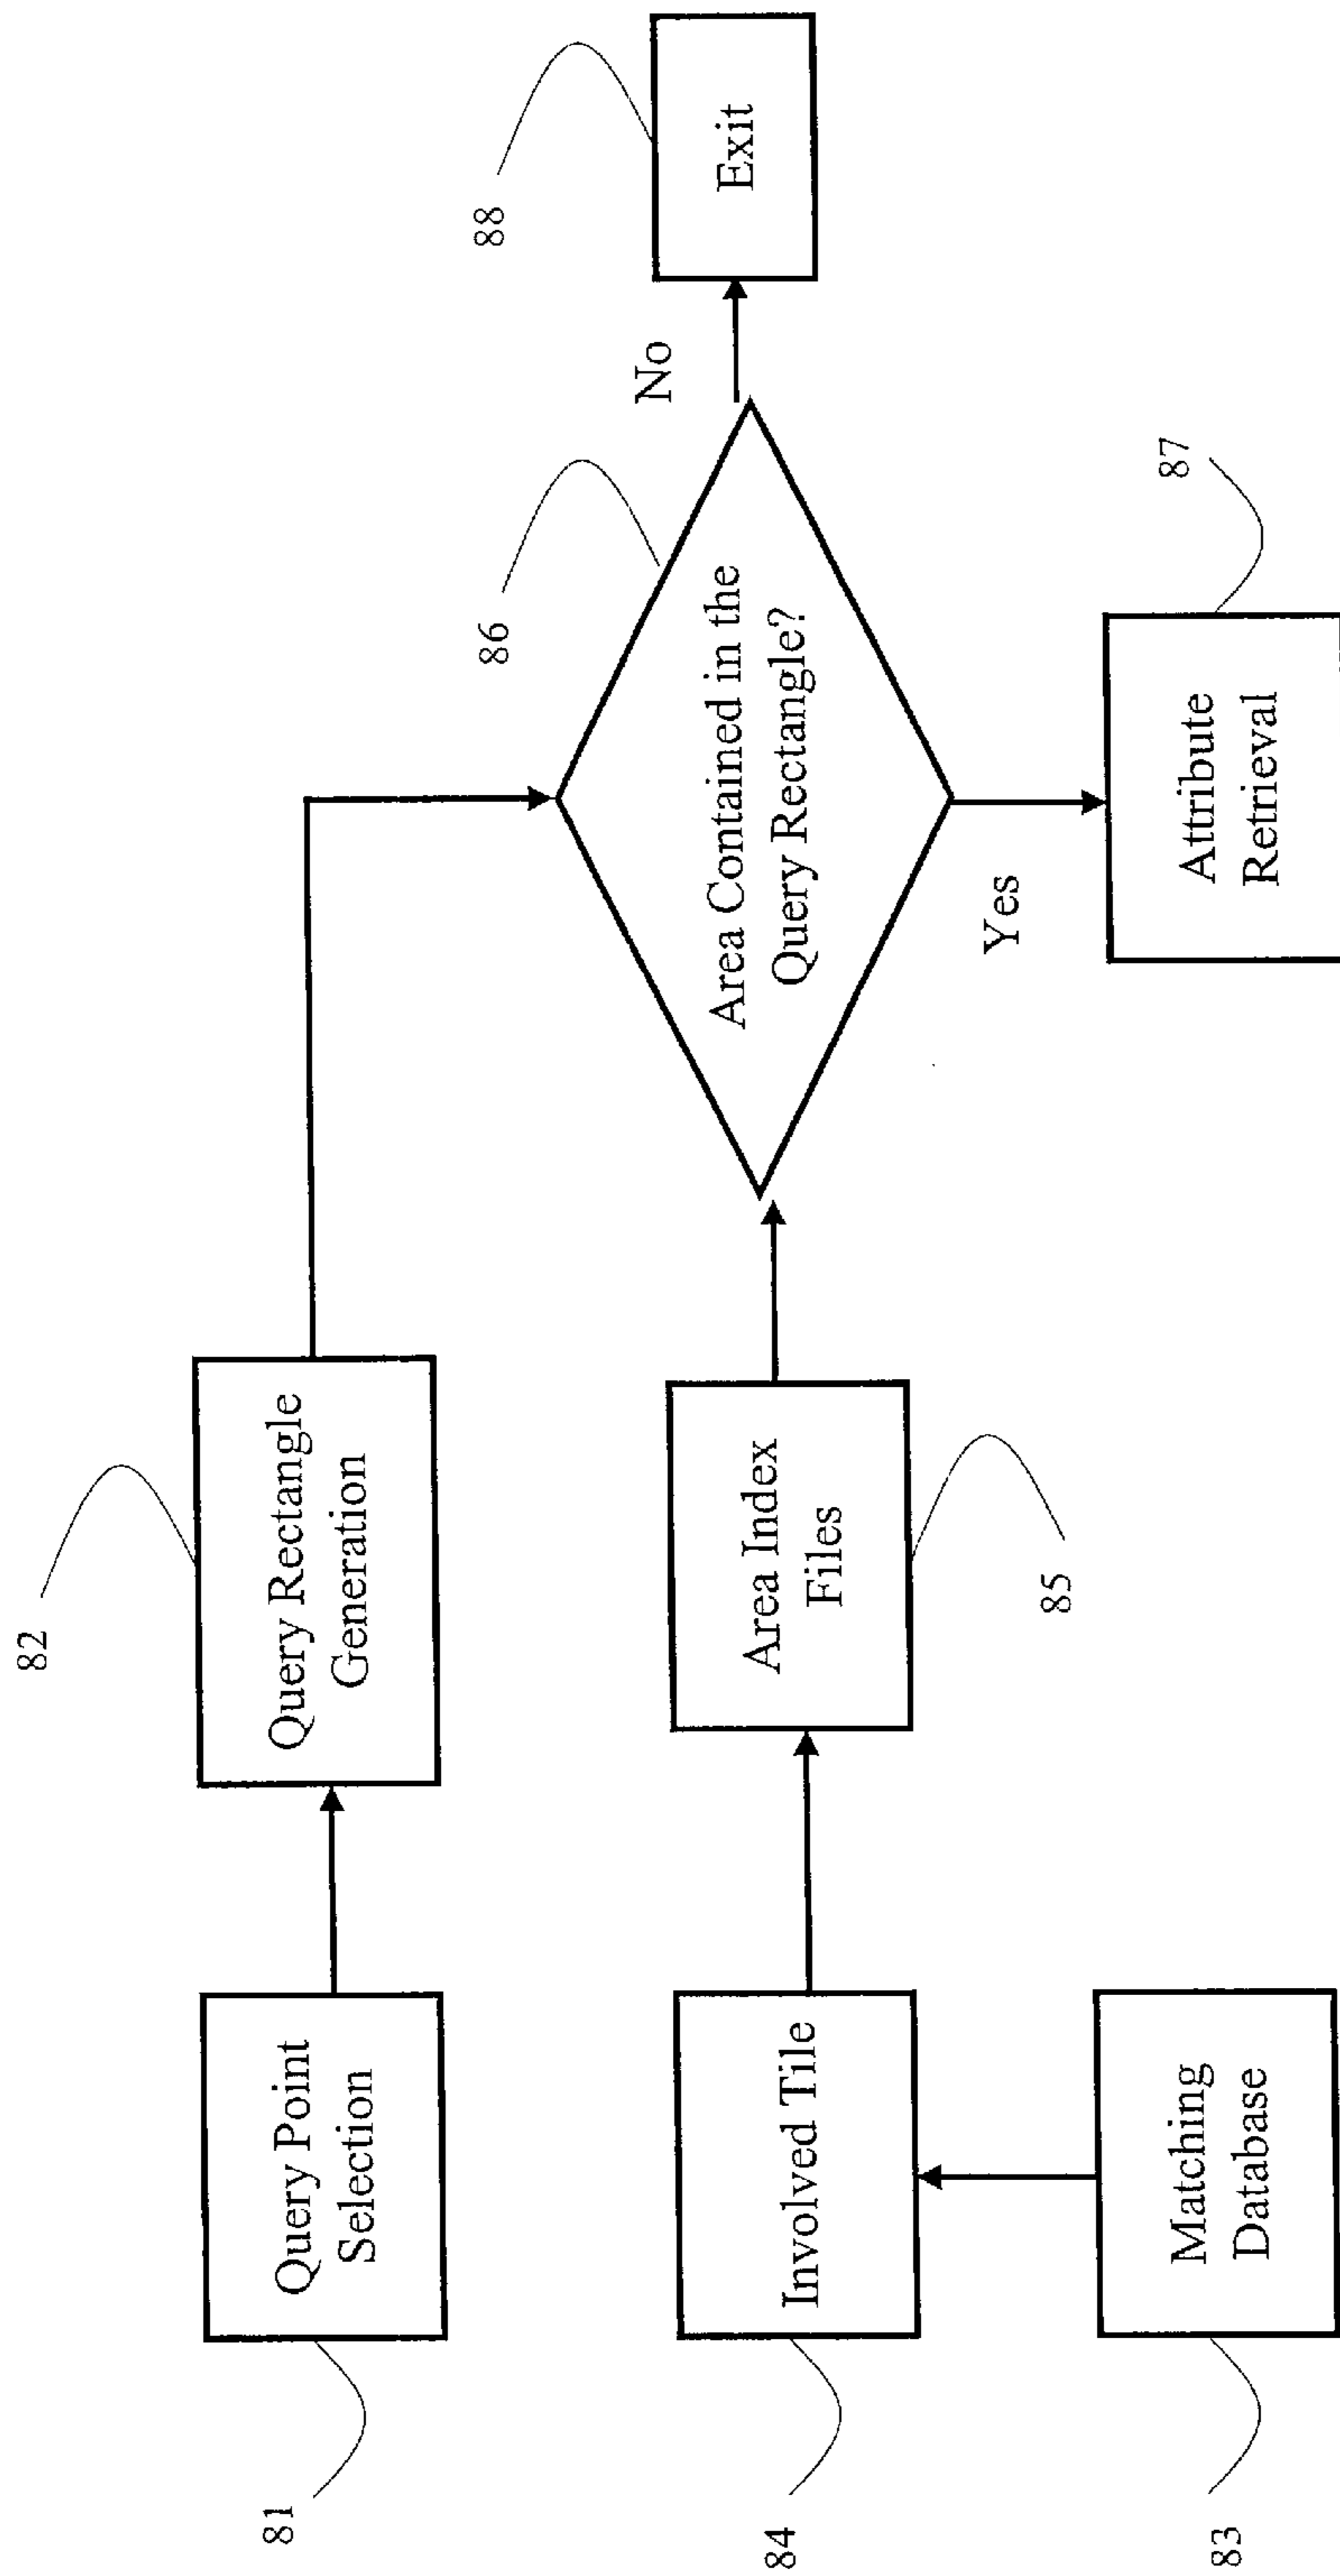 82
Query Point
Selection
Query Rectangle
Generation
81
88
Exit
No
86
Area Contained in the
Query Rectangle?
Area Index
Files
Involved Tile
84
85
Yes
87
Attribute
Retrieval
Matching
Database
83